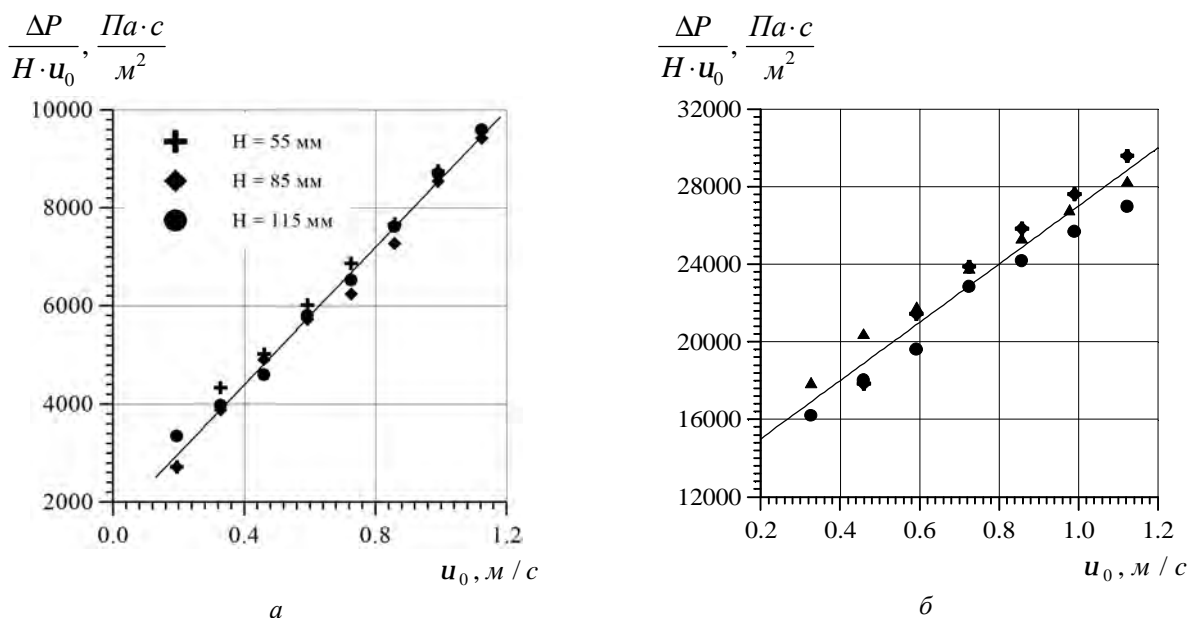 ΔP/(H·u₀), Па·с/м²
10000
8000
6000
4000
2000
H = 55 мм
H = 85 мм
H = 115 мм
0.0 0.4 0.8 1.2
u₀, м / с
а
ΔP/(H·u₀), Па·с/м²
32000
28000
24000
20000
16000
12000
0.2 0.4 0.6 0.8 1.0 1.2
u₀, м / с
б